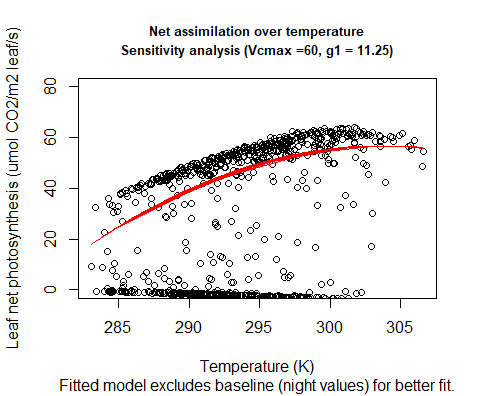 Net assimilation over temperature
Sensitivity analysis (Vcmax =60, g1 = 11.25)
Leaf net photosynthesis (umol CO2/m2 leaf/s)
80
60
40
20
0
285
290
295
300
305
Temperature (K)
Fitted model excludes baseline (night values) for better fit.